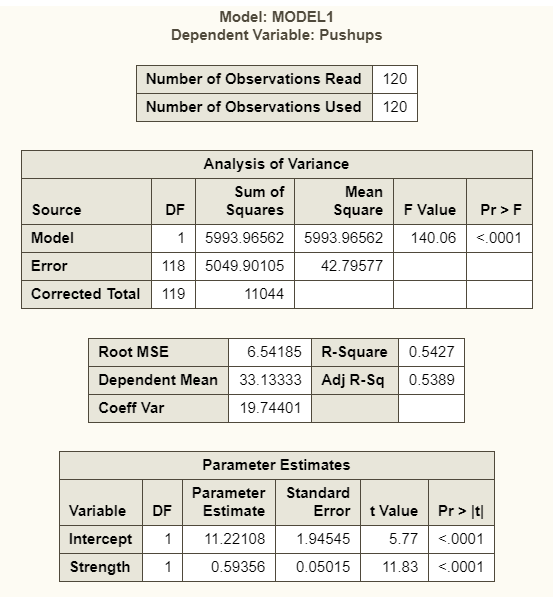 Model: MODEL1
Dependent Variable: Pushups
Number of Observations Read 120
Number of Observations Used 120
Analysis of Variance
Source DF Sum of Squares Mean Square F Value Pr > F
Model 1 5993.96562 5993.96562 140.06 <.0001
Error 118 5049.90105 42.79577
Corrected Total 119 11044
Root MSE 6.54185 R-Square 0.5427
Dependent Mean 33.13333 Adj R-Sq 0.5389
Coeff Var 19.74401
Parameter Estimates
Variable DF Parameter Estimate Standard Error t Value Pr > |t|
Intercept 1 11.22108 1.94545 5.77 <.0001
Strength 1 0.59356 0.05015 11.83 <.0001